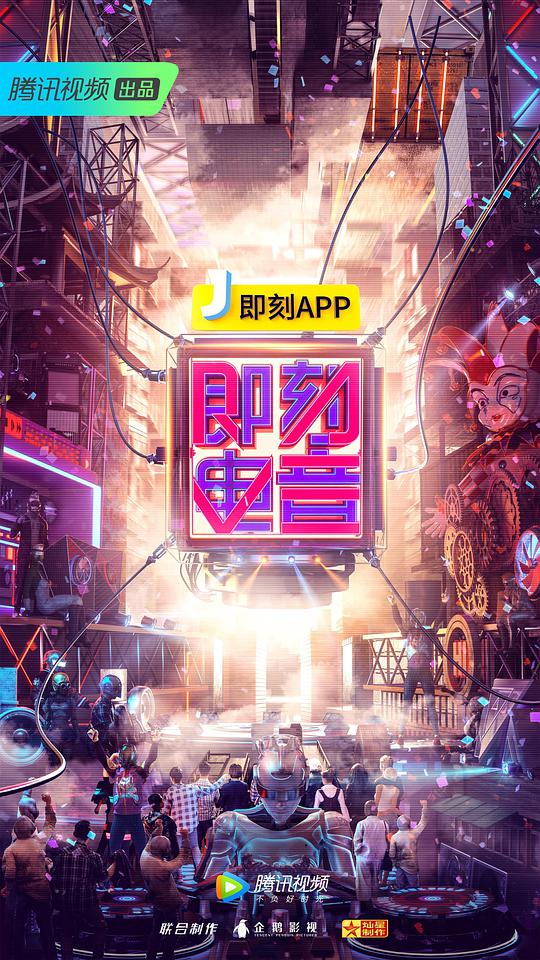 腾讯视频 出品
即刻APP
即刻
电音
腾讯视频
不负好时光
联合制作 企鹅影视 灿星制作
TENCENT PENGUIN PICTURES